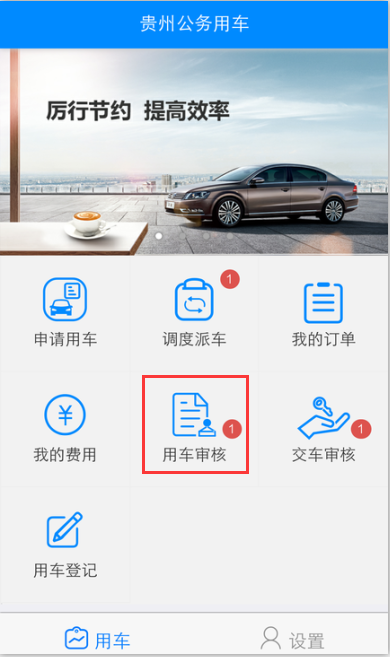 贵州公务用车
厉行节约 提高效率
1
申请用车 调度派车 我的订单
1 1
我的费用 用车审核 交车审核
用车登记
用车 设置